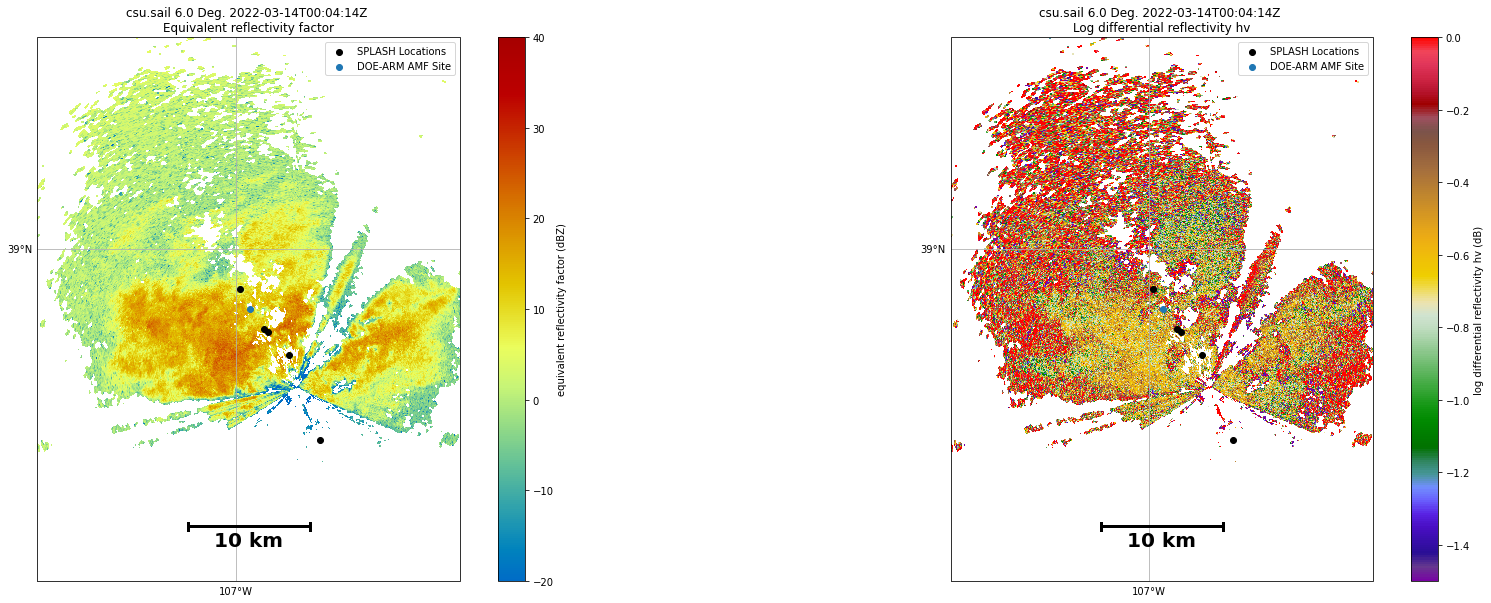 csu.sail 6.0 Deg. 2022-03-14T00:04:14Z
Equivalent reflectivity factor
SPLASH Locations
DOE-ARM AMF Site
39°N
107°W
10 km
40
30
20
10
0
−10
−20
equivalent reflectivity factor (dBZ)
csu.sail 6.0 Deg. 2022-03-14T00:04:14Z
Log differential reflectivity hv
SPLASH Locations
DOE-ARM AMF Site
39°N
107°W
10 km
0.0
−0.2
−0.4
−0.6
−0.8
−1.0
−1.2
−1.4
log differential reflectivity hv (dB)